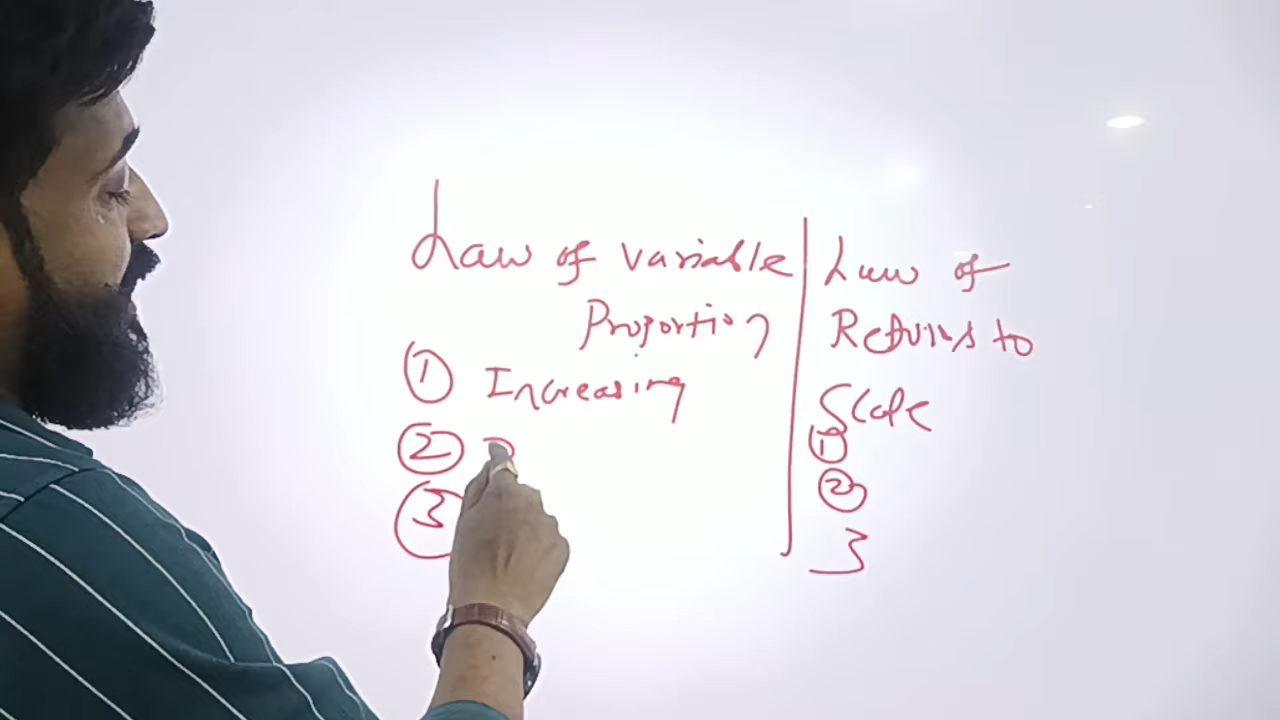 Law of variable
Proportion
① Increasing
② D
③
Law of
Returns to
Scale
①
②
3